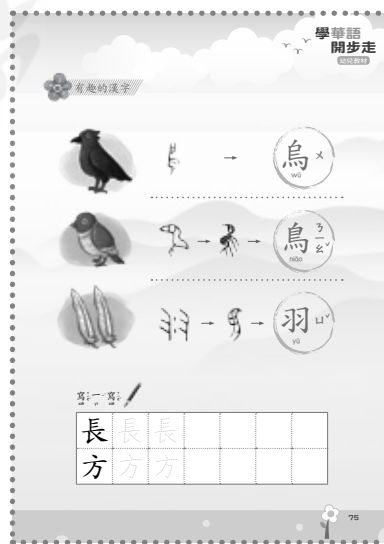 學華語
開步走
幼兒教材
有趣的漢字
烏 ㄨ
wū
鳥 ㄋㄧㄠˇ
niǎo
羽 ㄩˇ
yǔ
寫一寫
長 長 長
方 方 方
75